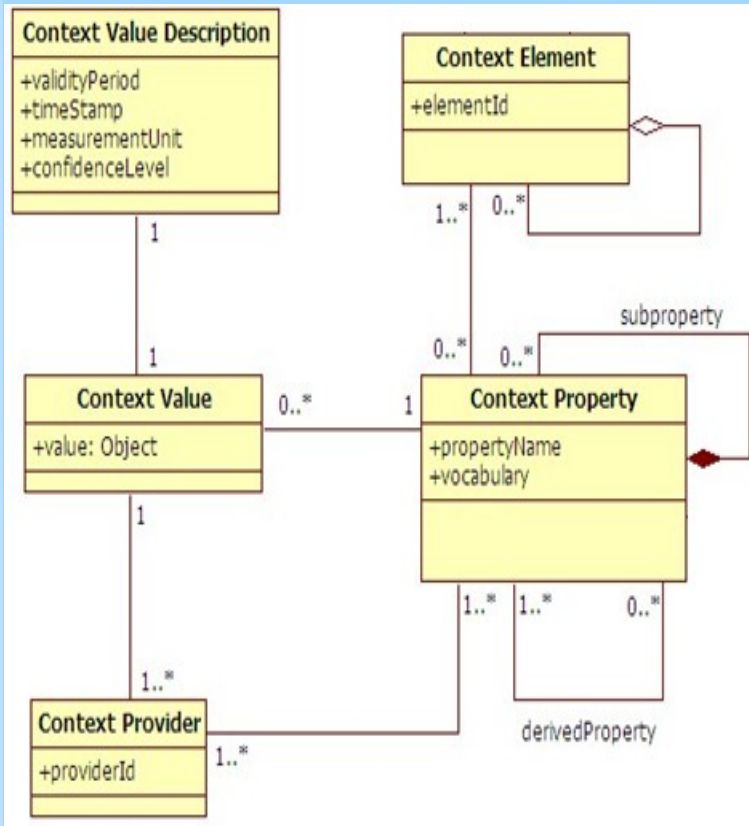 Context Value Description
+validityPeriod
+timeStamp
+measurementUnit
+confidenceLevel
Context Element
+elementId
1
1..*
0..*
subproperty
1
0..*
0..*
Context Value
+value: Object
0..*
1
Context Property
+propertyName
+vocabulary
1
1..*
1..*
0..*
1..*
derivedProperty
Context Provider
+providerId
1..*